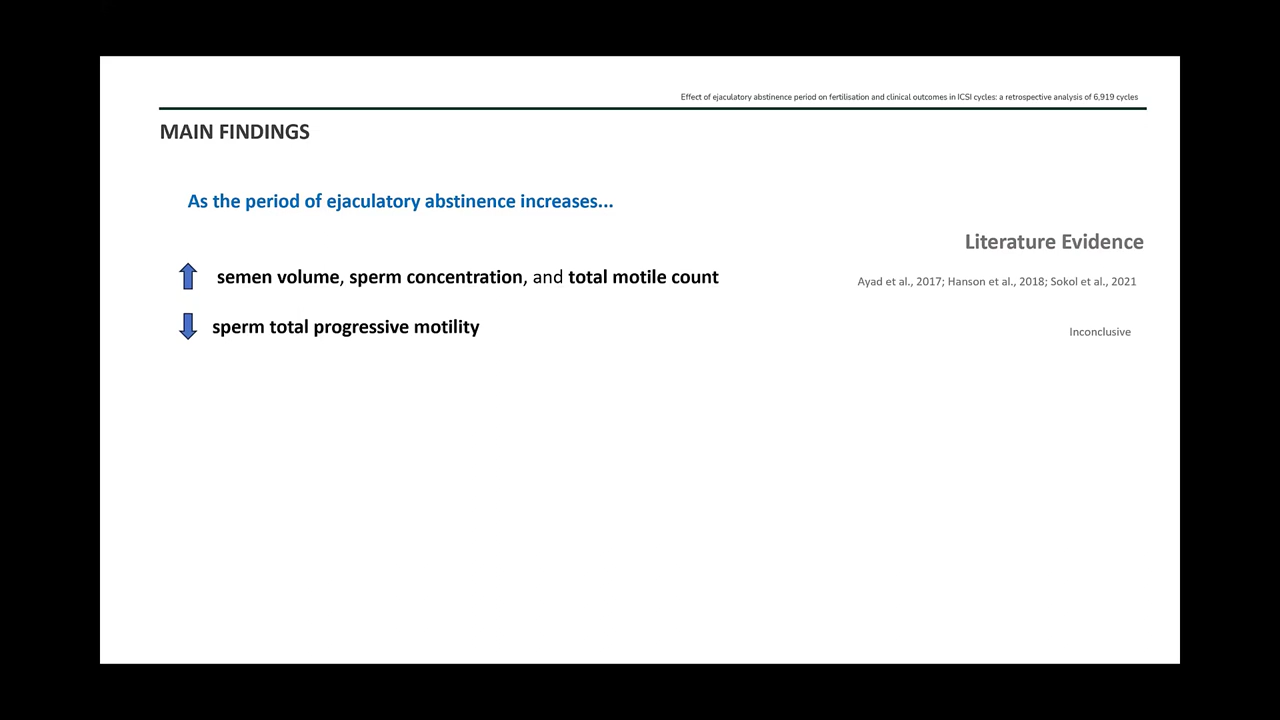 Effect of ejaculatory abstinence period on fertilisation and clinical outcomes in ICSI cycles: a retrospective analysis of 6,919 cycles
MAIN FINDINGS
As the period of ejaculatory abstinence increases...
Literature Evidence
semen volume, sperm concentration, and total motile count
Ayad et al., 2017; Hanson et al., 2018; Sokol et al., 2021
sperm total progressive motility
Inconclusive